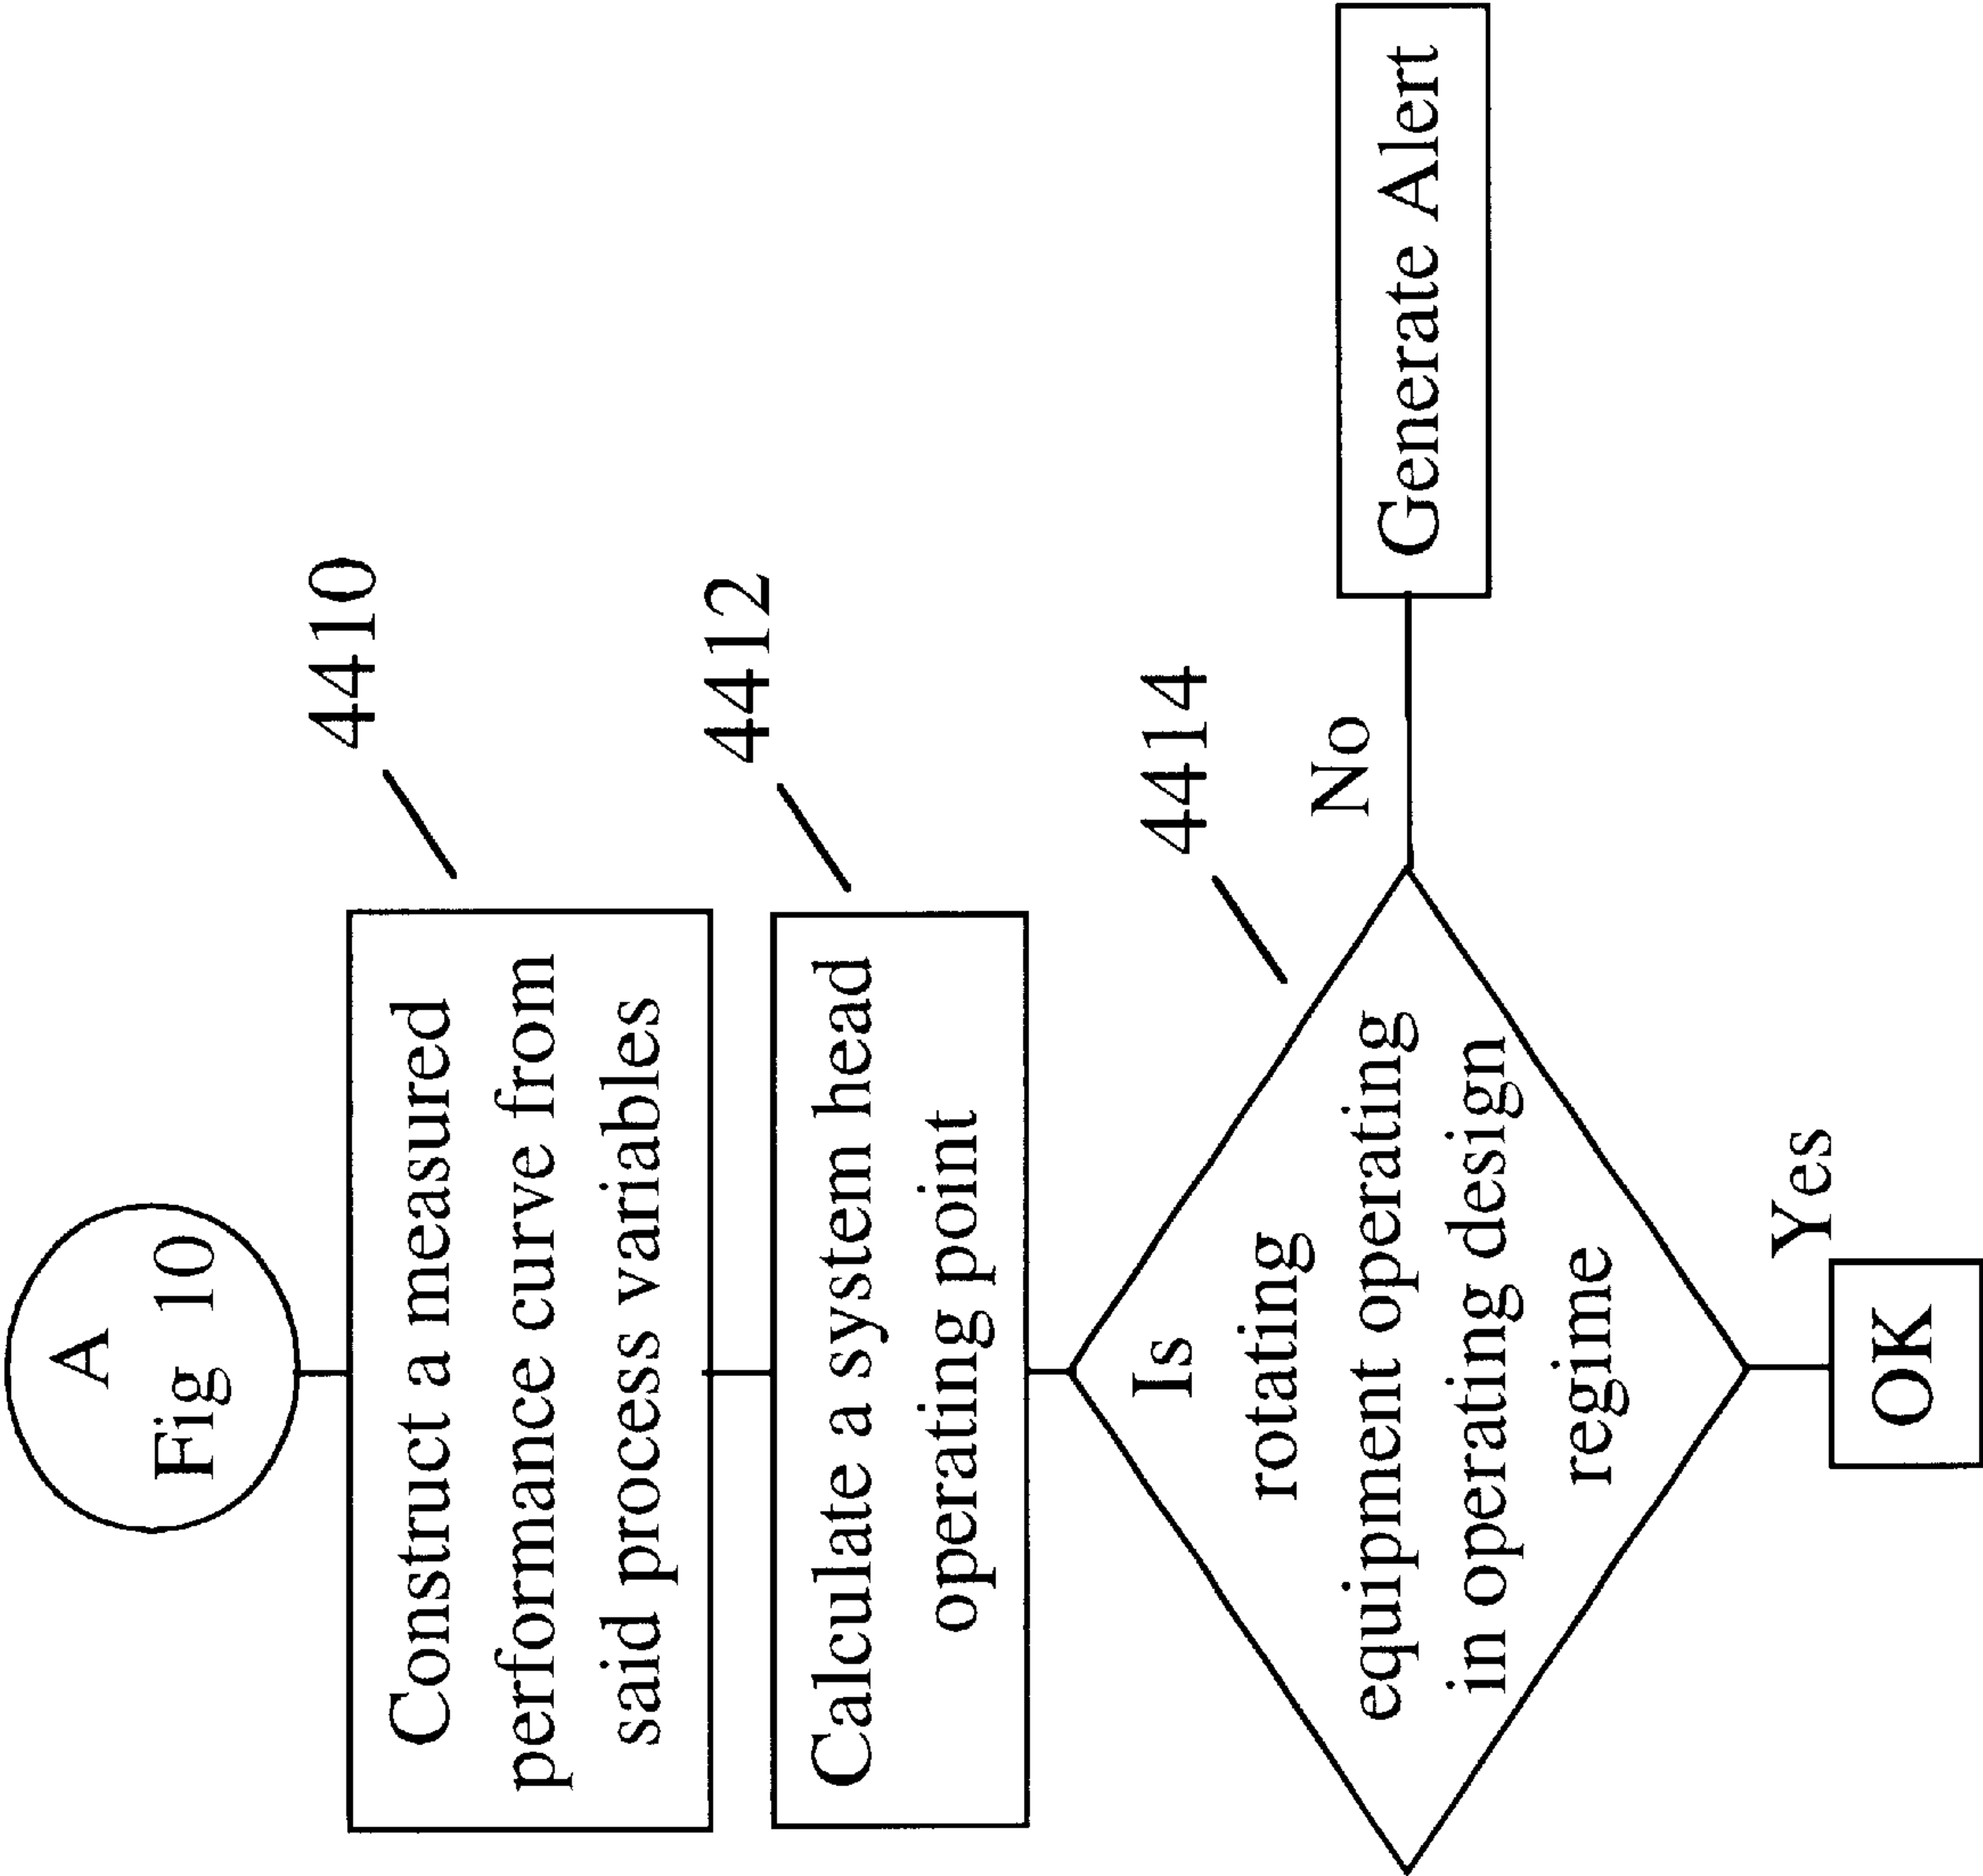 A
Fig 10
4410
Construct a measured
performance curve from
said process variables
4412
Calculate a system head
operating point
4414
Is
rotating
equipment operating
in operating design
regime
No
Generate Alert
Yes
OK